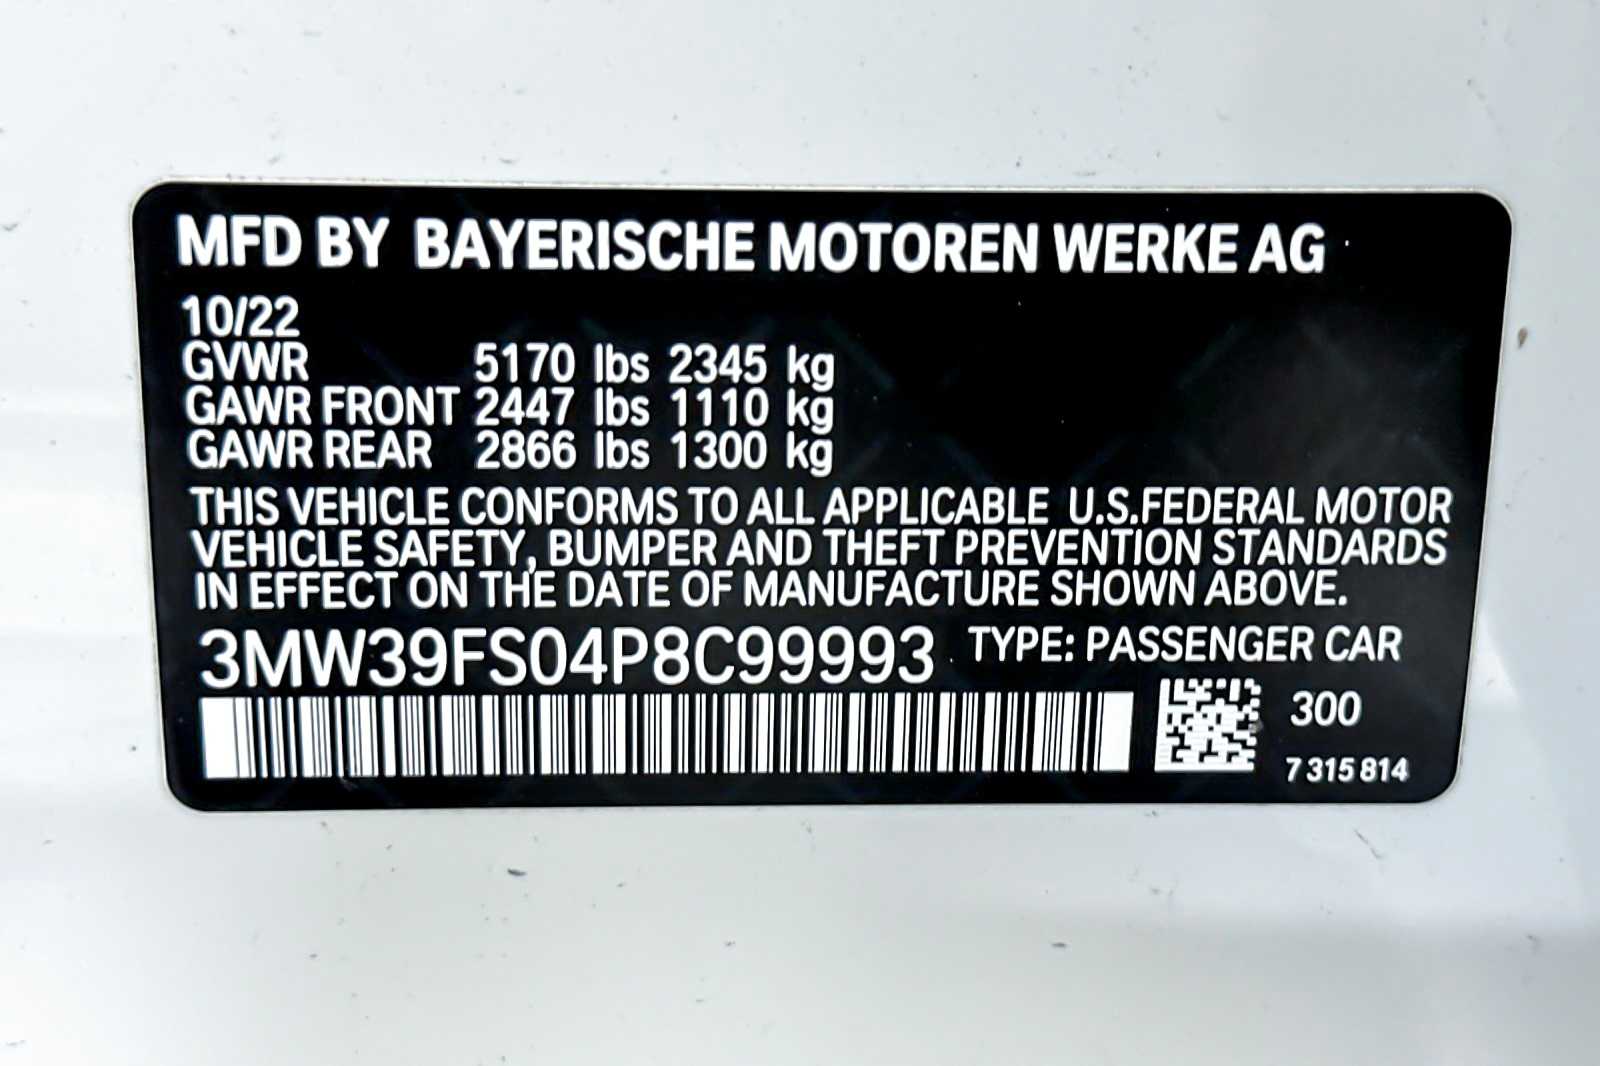 MFD BY BAYERISCHE MOTOREN WERKE AG
10/22
GVWR 5170 lbs 2345 kg
GAWR FRONT 2447 lbs 1110 kg
GAWR REAR 2866 lbs 1300 kg
THIS VEHICLE CONFORMS TO ALL APPLICABLE U.S.FEDERAL MOTOR
VEHICLE SAFETY, BUMPER AND THEFT PREVENTION STANDARDS
IN EFFECT ON THE DATE OF MANUFACTURE SHOWN ABOVE.
3MW39FS04P8C99993 TYPE: PASSENGER CAR
300
7 315 814